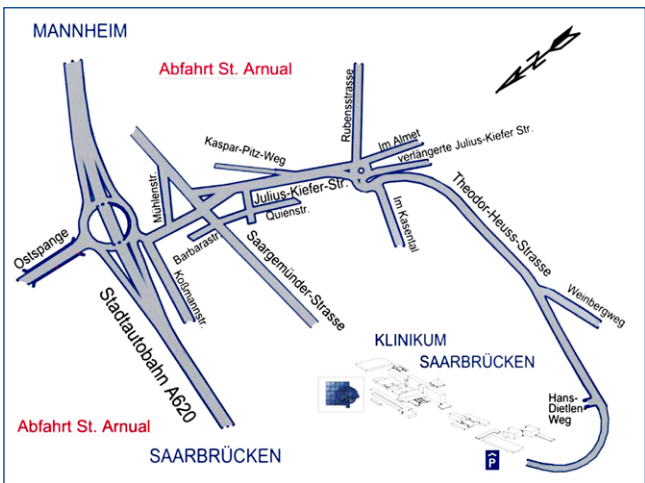 MANNHEIM
Abfahrt St. Arnual
N
Rubensstrasse
Im Almet
verlängerte Julius-Kiefer Str.
Kaspar-Pitz-Weg
Mühlenstr.
Julius-Kiefer-Str.
Quienstr.
Theodor-Heuss-Strasse
Im Kasental
Barbarastr.
Ostspange
Koßmannstr.
Saargemünder-Strasse
Stadtautobahn A620
Weinbergweg
KLINIKUM
SAARBRÜCKEN
Hans-
Dietlen
Weg
Abfahrt St. Arnual
SAARBRÜCKEN
P